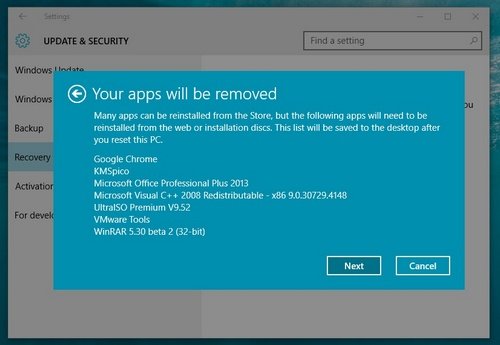 Settings
UPDATE & SECURITY
Find a setting
Windows Update
Windows
Backup
Recovery
Activation
For develo
Your apps will be removed
Many apps can be reinstalled from the Store, but the following apps will need to be
reinstalled from the web or installation discs. This list will be saved to the desktop after
you reset this PC.
Google Chrome
KMSpico
Microsoft Office Professional Plus 2013
Microsoft Visual C++ 2008 Redistributable - x86 9.0.30729.4148
UltraISO Premium V9.52
VMware Tools
WinRAR 5.30 beta 2 (32-bit)
Next
Cancel